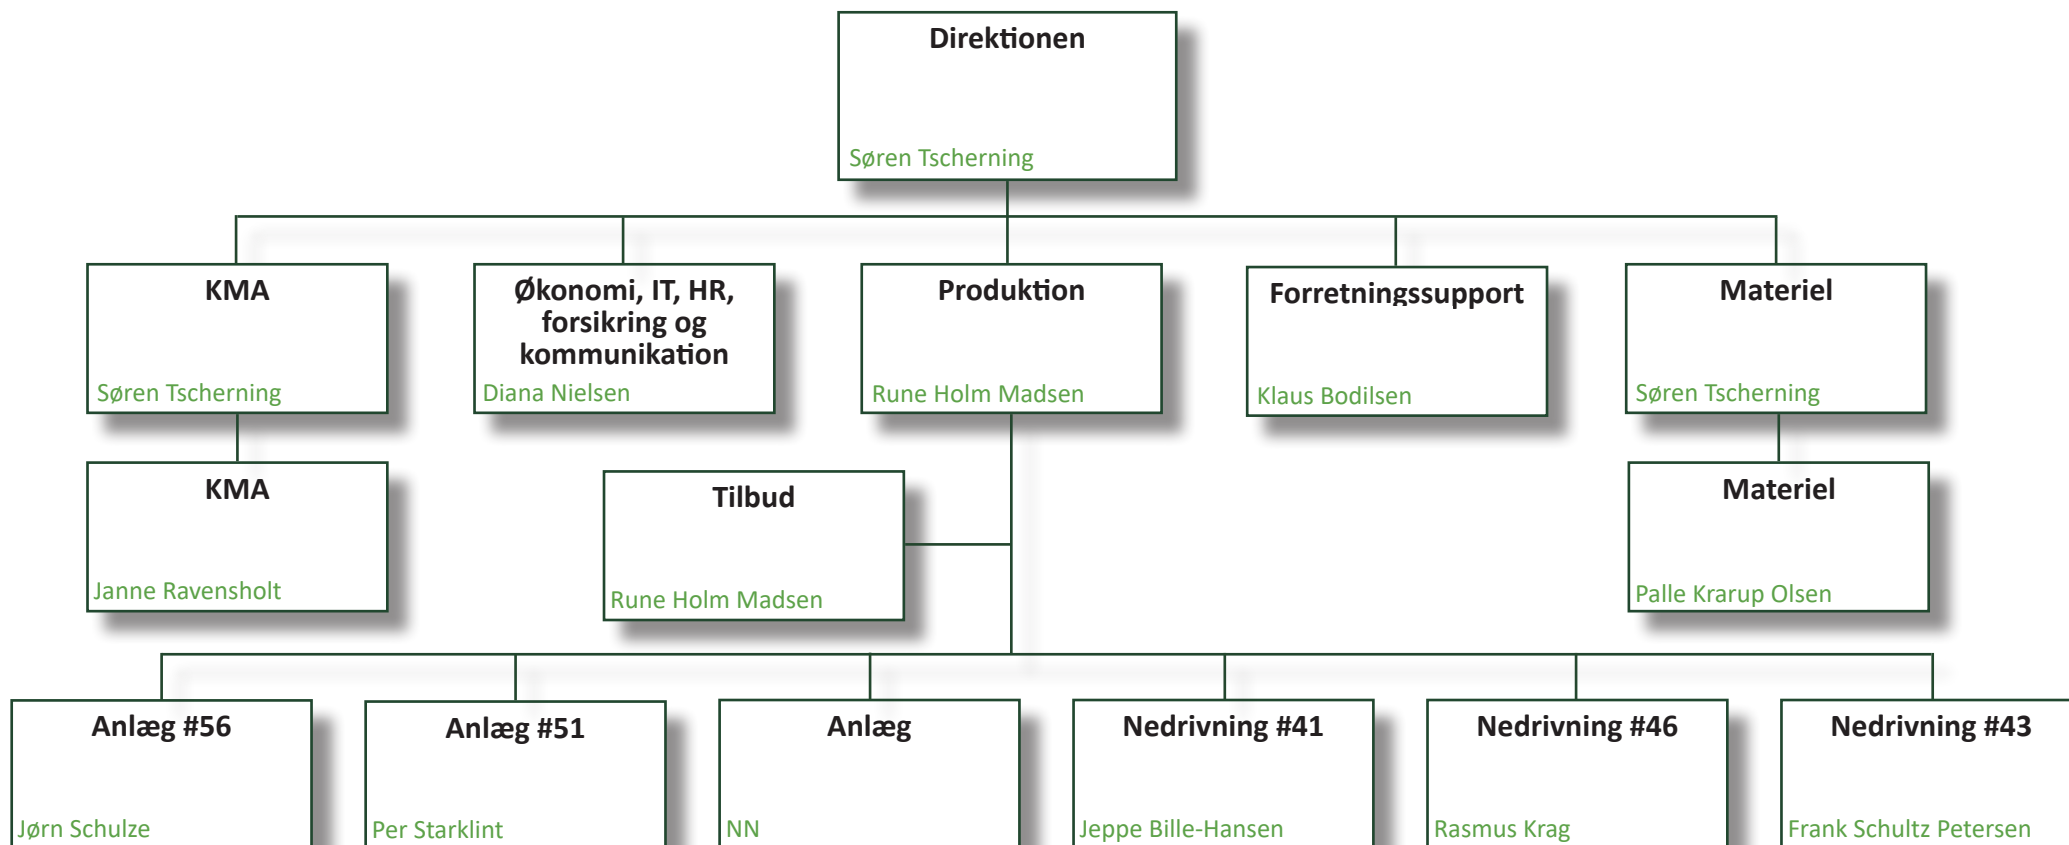 Direktionen
Søren Tscherning
KMA
Søren Tscherning
Økonomi, IT, HR,
forsikring og
kommunikation
Diana Nielsen
Produktion
Rune Holm Madsen
Forretningssupport
Klaus Bodilsen
Materiel
Søren Tscherning
KMA
Janne Ravensholt
Tilbud
Rune Holm Madsen
Materiel
Palle Krarup Olsen
Anlæg #56
Jørn Schulze
Anlæg #51
Per Starklint
Anlæg
NN
Nedrivning #41
Jeppe Bille-Hansen
Nedrivning #46
Rasmus Krag
Nedrivning #43
Frank Schultz Petersen